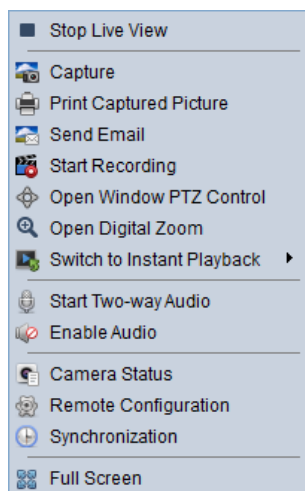 Stop Live View
Capture
Print Captured Picture
Send Email
Start Recording
Open Window PTZ Control
Open Digital Zoom
Switch to Instant Playback
Start Two-way Audio
Enable Audio
Camera Status
Remote Configuration
Synchronization
Full Screen